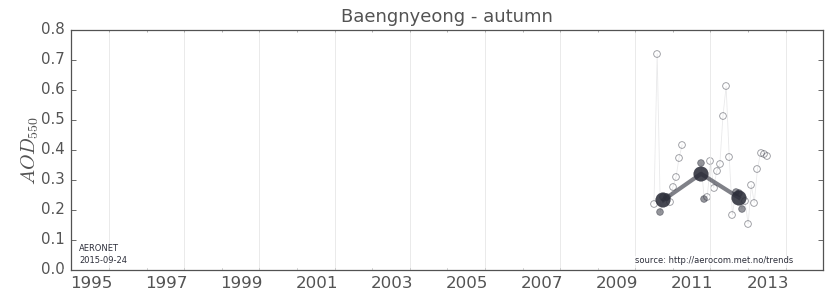 Baengnyeong - autumn
0.8
0.7
0.6
0.5
0.4
0.3
0.2
0.1
0.0
AOD550
AERONET
2015-09-24
source: http://aerocom.met.no/trends
1995 1997 1999 2001 2003 2005 2007 2009 2011 2013